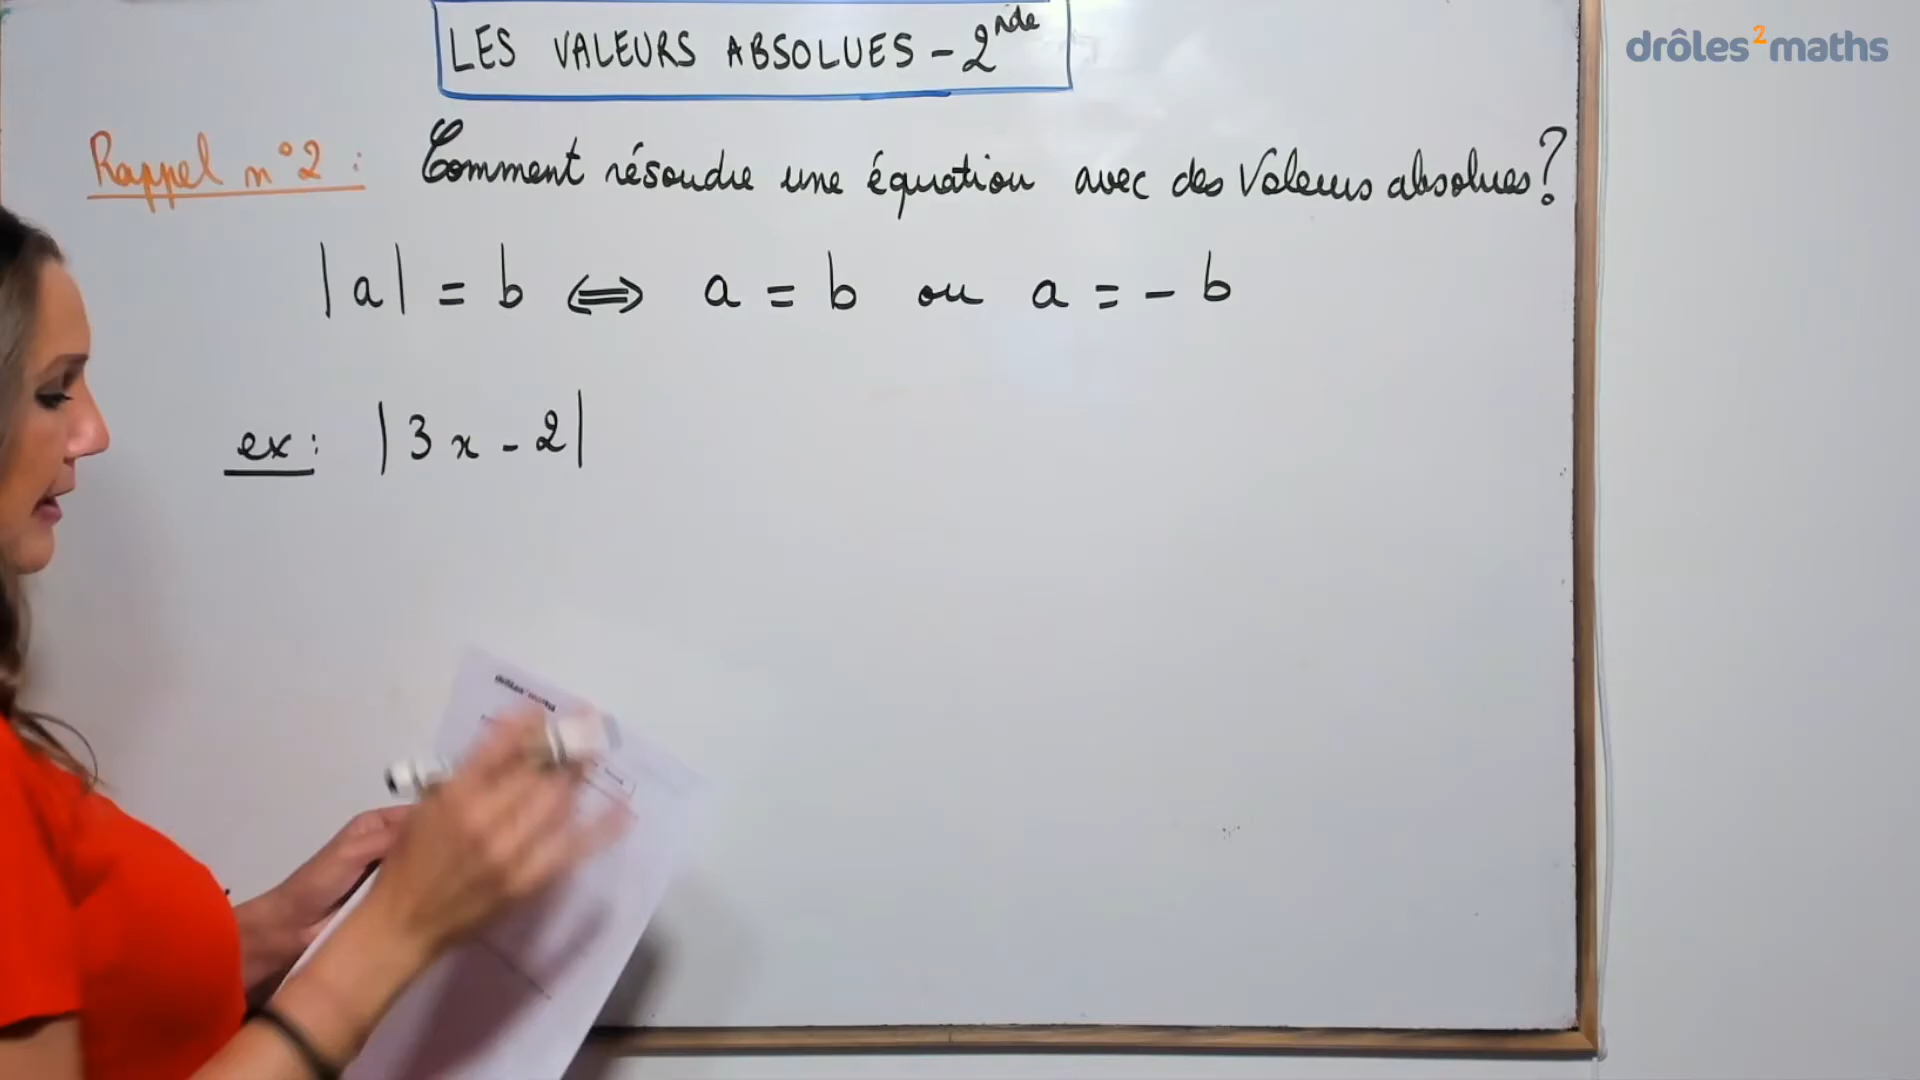 LES VALEURS ABSOLUES - 2nde
drôles2maths
Rappel n°2 : Comment résoudre une équation avec des Valeurs absolues?
|a| = b ⟺ a = b ou a = - b
ex: |3x - 2|